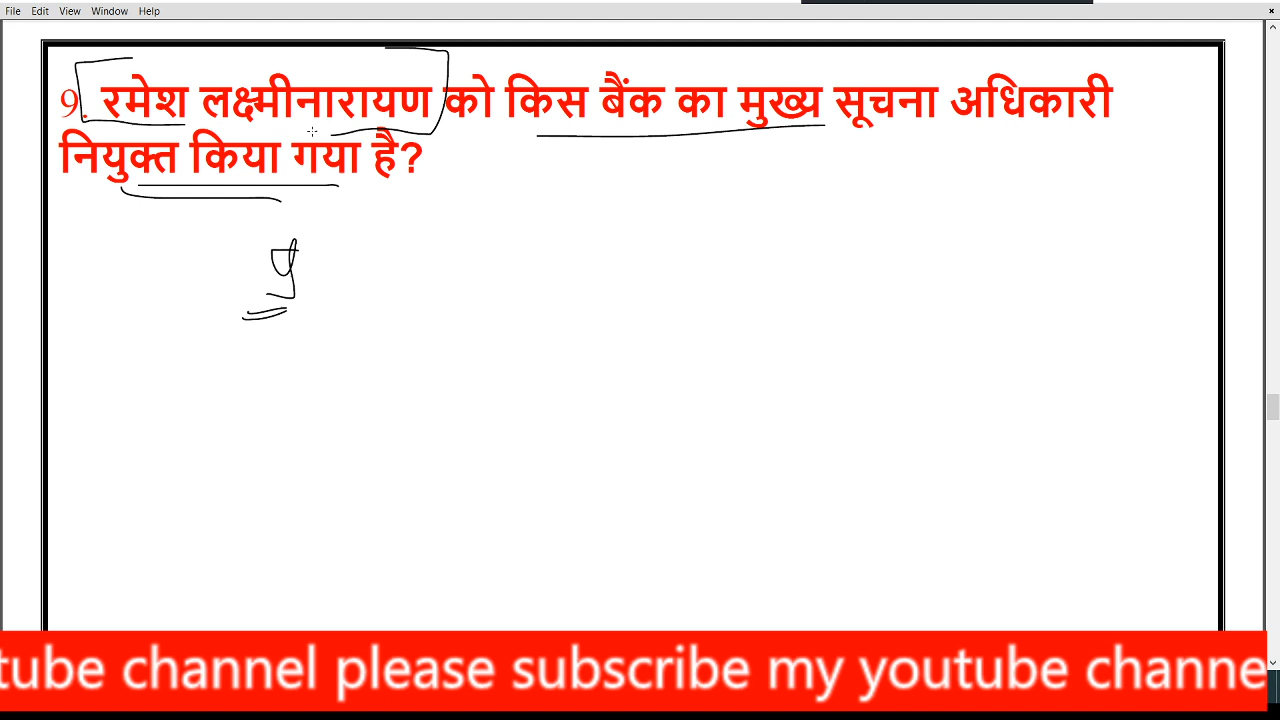 File Edit View Window Help
9. रमेश लक्ष्मीनारायण को किस बैंक का मुख्य सूचना अधिकारी
नियुक्त किया गया है?
tube channel please subscribe my youtube channe